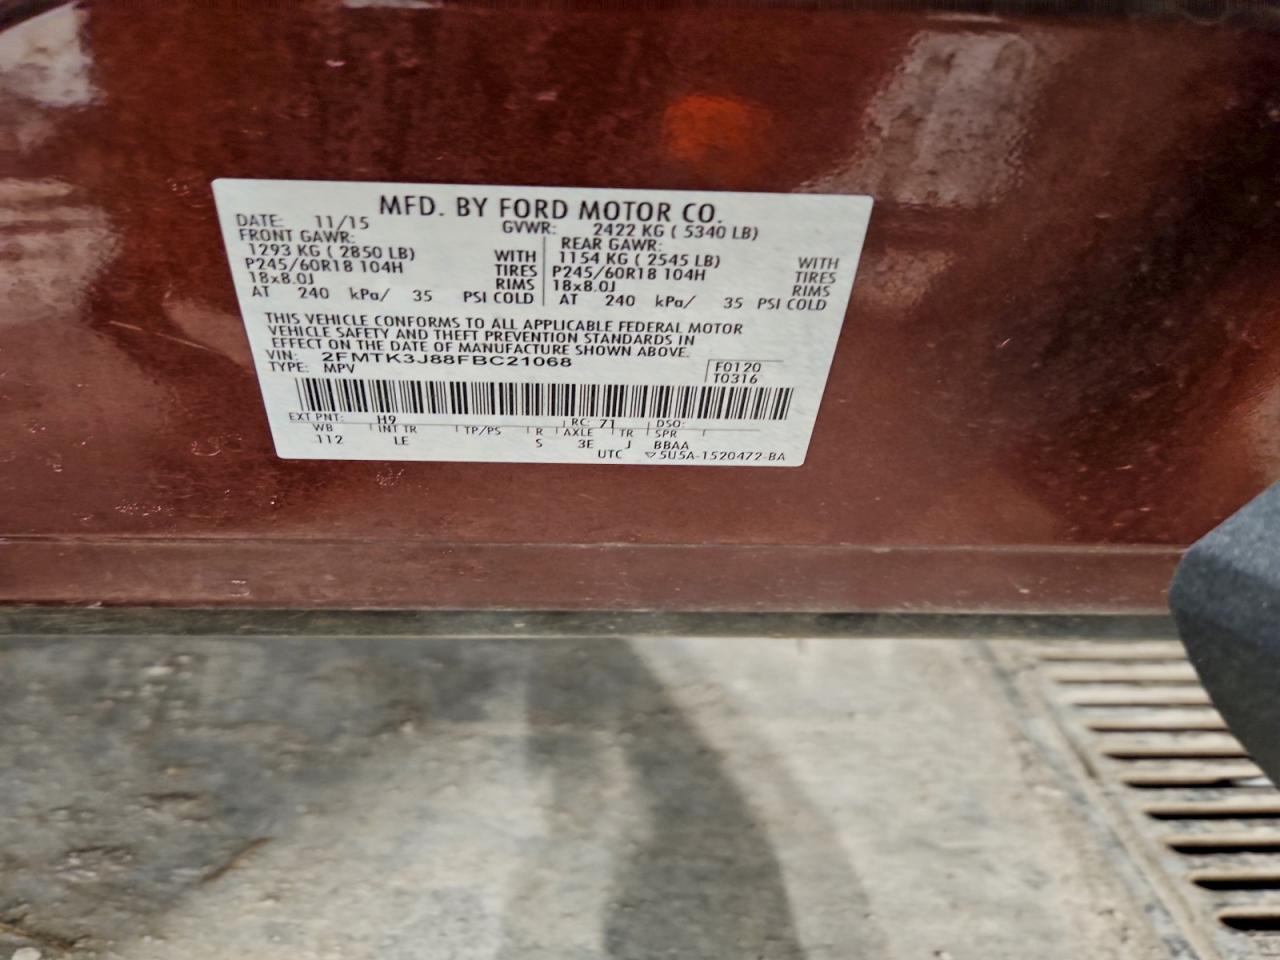 MFD. BY FORD MOTOR CO.
DATE: 11/15 GVWR: 2422 KG ( 5340 LB)
FRONT GAWR: REAR GAWR:
1293 KG ( 2850 LB) WITH 1154 KG ( 2545 LB) WITH
P245/60R18 104H TIRES P245/60R18 104H TIRES
18x8.0J RIMS 18x8.0J RIMS
AT 240 kPa/ 35 PSI COLD AT 240 kPa/ 35 PSI COLD
THIS VEHICLE CONFORMS TO ALL APPLICABLE FEDERAL MOTOR
VEHICLE SAFETY AND THEFT PREVENTION STANDARDS IN
EFFECT ON THE DATE OF MANUFACTURE SHOWN ABOVE.
VIN: 2FMTK3J88FBC21068 F0120
TYPE: MPV T0316
EXT PNT: H9 RC: 71 DSO:
WB INT TR TP/PS R AXLE TR SPR
112 LE S 3E J BBAA
UTC ▽5U5A-1520472-BA